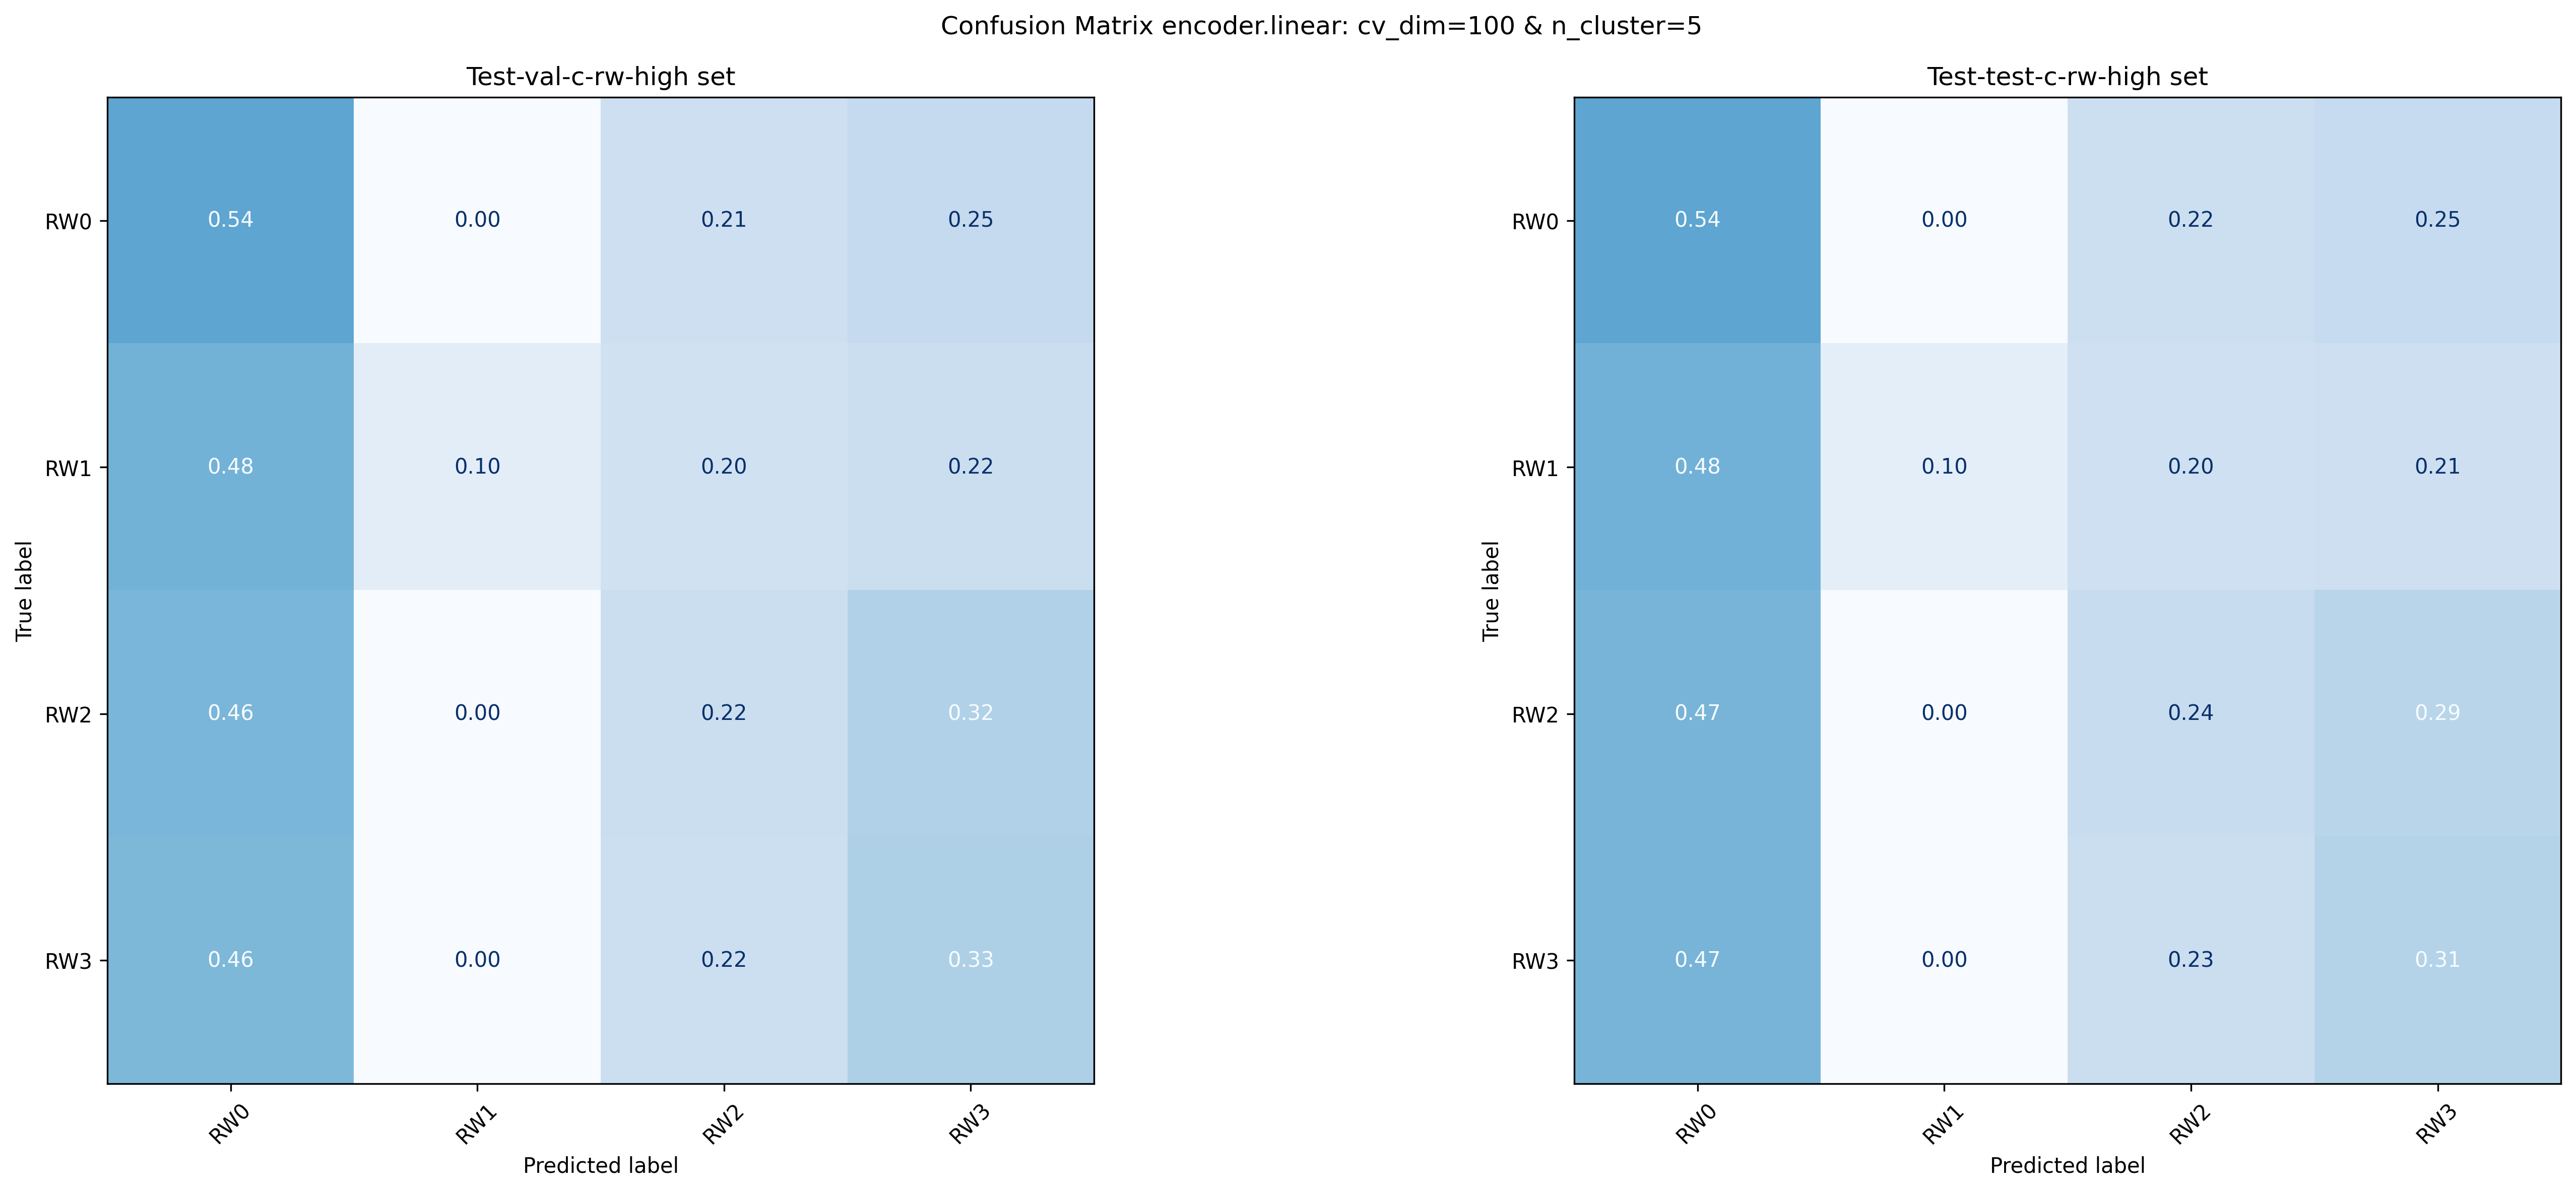 Confusion Matrix encoder.linear: cv_dim=100 & n_cluster=5
Test-val-c-rw-high set
True label
RW0 0.54 0.00 0.21 0.25
RW1 0.48 0.10 0.20 0.22
RW2 0.46 0.00 0.22 0.32
RW3 0.46 0.00 0.22 0.33
RW0 RW1 RW2 RW3
Predicted label
Test-test-c-rw-high set
True label
RW0 0.54 0.00 0.22 0.25
RW1 0.48 0.10 0.20 0.21
RW2 0.47 0.00 0.24 0.29
RW3 0.47 0.00 0.23 0.31
RW0 RW1 RW2 RW3
Predicted label